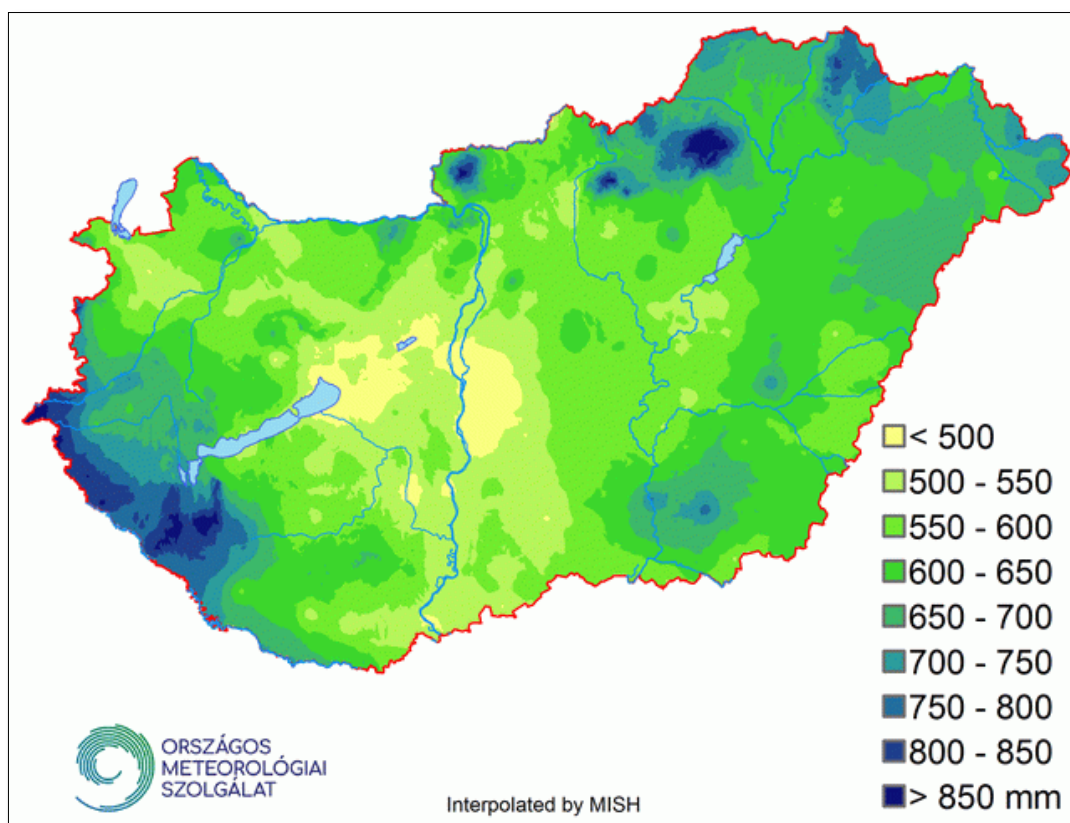 < 500
500 - 550
550 - 600
600 - 650
650 - 700
700 - 750
750 - 800
800 - 850
> 850 mm
ORSZÁGOS
METEOROLÓGIAI
SZOLGÁLAT
Interpolated by MISH